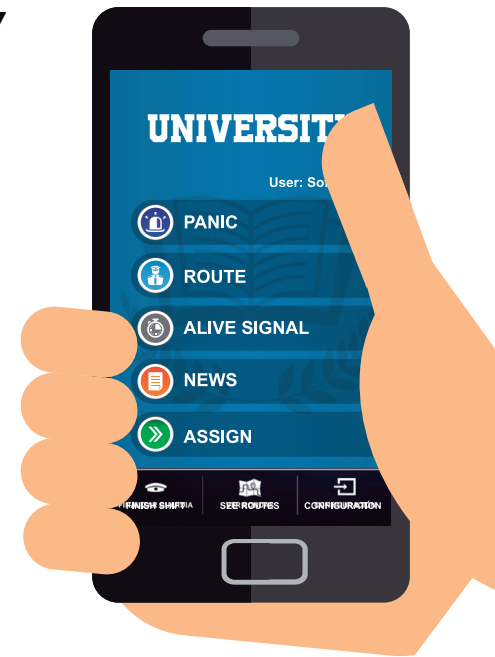 UNIVERSIT
User: So
PANIC
ROUTE
ALIVE SIGNAL
NEWS
ASSIGN
FINISH SHIFT
SEE ROUTES
CONFIGURATION